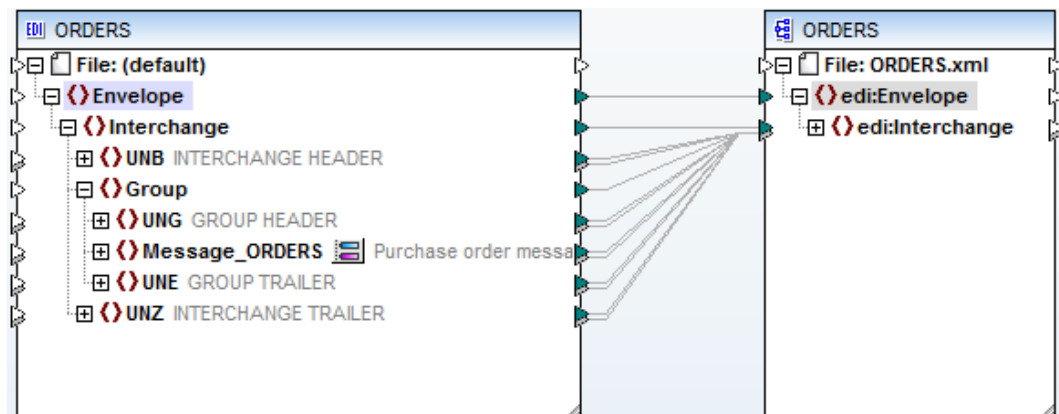 EDI ORDERS
File: (default)
Envelope
Interchange
UNB INTERCHANGE HEADER
Group
UNG GROUP HEADER
Message_ORDERS Purchase order messa
UNE GROUP TRAILER
UNZ INTERCHANGE TRAILER
ORDERS
File: ORDERS.xml
edi:Envelope
edi:Interchange